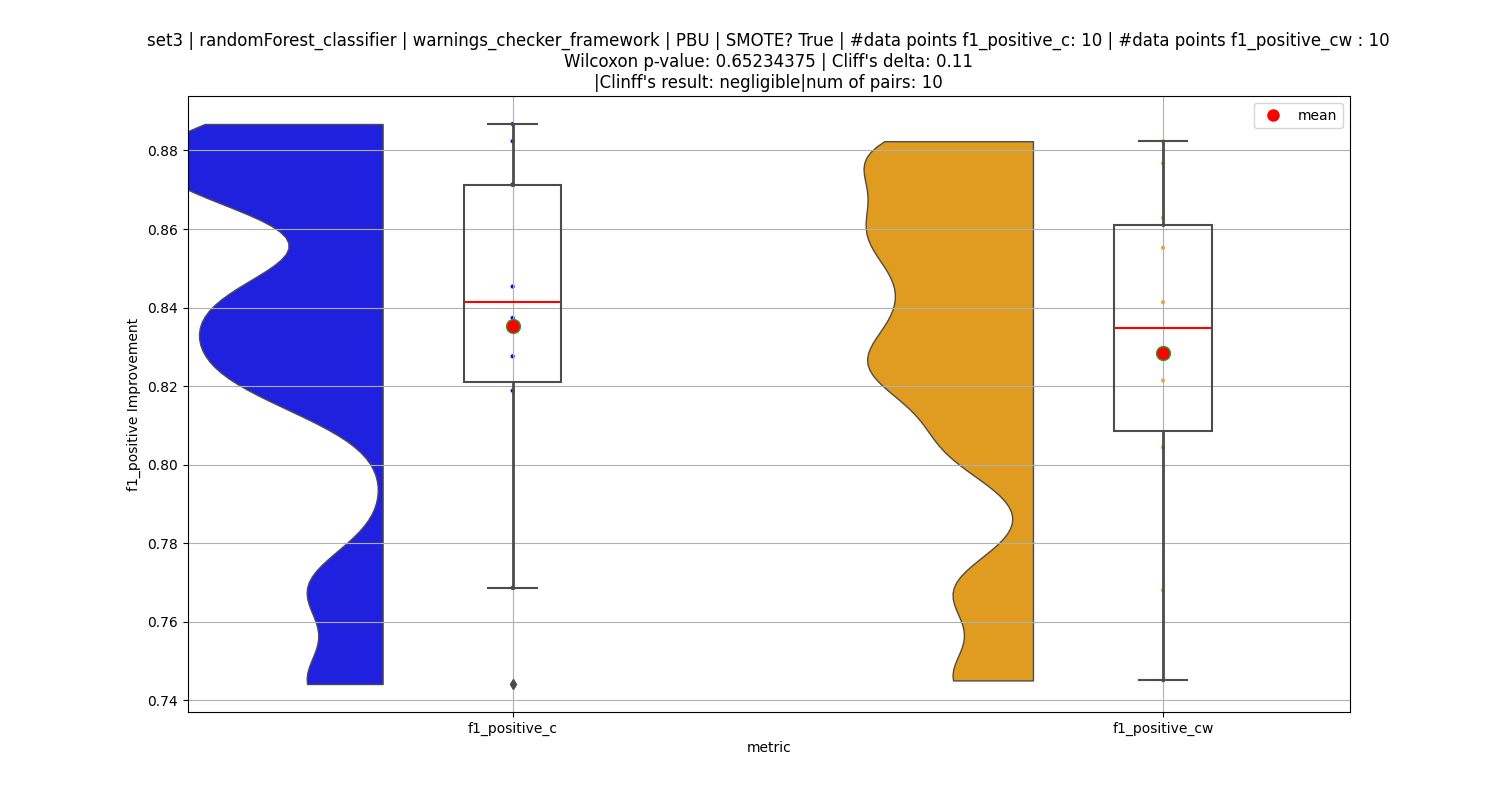 set3 | randomForest_classifier | warnings_checker_framework | PBU | SMOTE? True | #data points f1_positive_c: 10 | #data points f1_positive_cw : 10
Wilcoxon p-value: 0.65234375 | Cliff's delta: 0.11
|Clinff's result: negligible|num of pairs: 10
mean
0.88
0.86
0.84
0.82
0.80
0.78
0.76
0.74
f1_positive Improvement
f1_positive_c
f1_positive_cw
metric